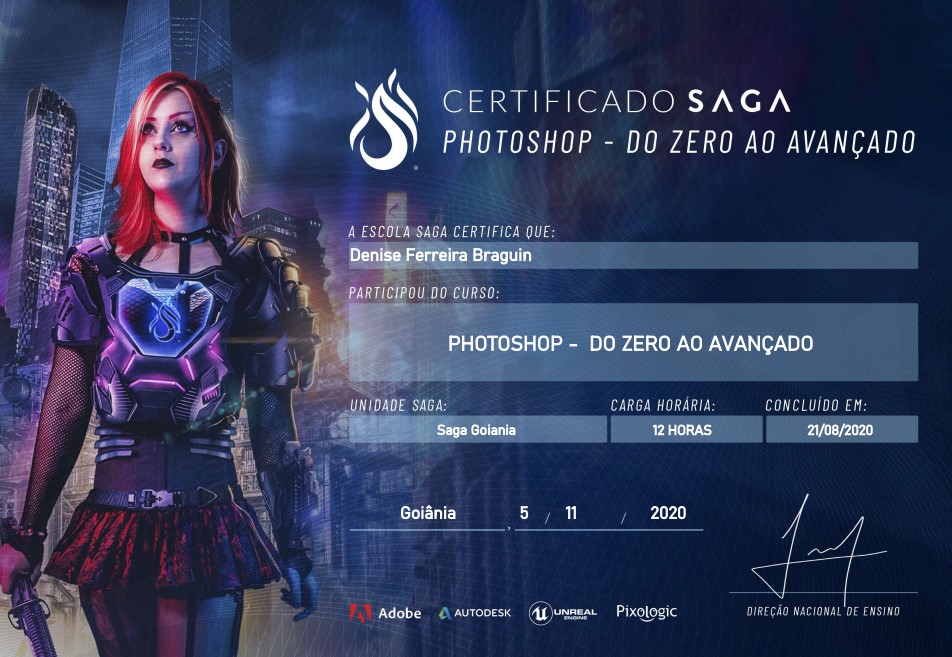 CERTIFICADO SAGA
PHOTOSHOP - DO ZERO AO AVANÇADO
A ESCOLA SAGA CERTIFICA QUE:
Denise Ferreira Braguin
PARTICIPOU DO CURSO:
PHOTOSHOP - DO ZERO AO AVANÇADO
UNIDADE SAGA: CARGA HORÁRIA: CONCLUÍDO EM:
Saga Goiania 12 HORAS 21/08/2020
Goiânia, 5 / 11 / 2020
DIREÇÃO NACIONAL DE ENSINO
Adobe AUTODESK UNREAL ENGINE Pixologic